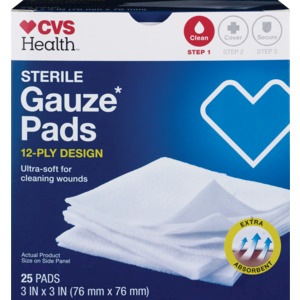 CVS
Health™
Clean
STEP 1
Cover
STEP 2
Secure
STEP 3
STERILE
Gauze*
Pads
12-PLY DESIGN
Ultra-soft for
cleaning wounds
Actual Product
Size on Side Panel
EXTRA
ABSORBENT
25 PADS
3 IN x 3 IN (76 mm x 76 mm)